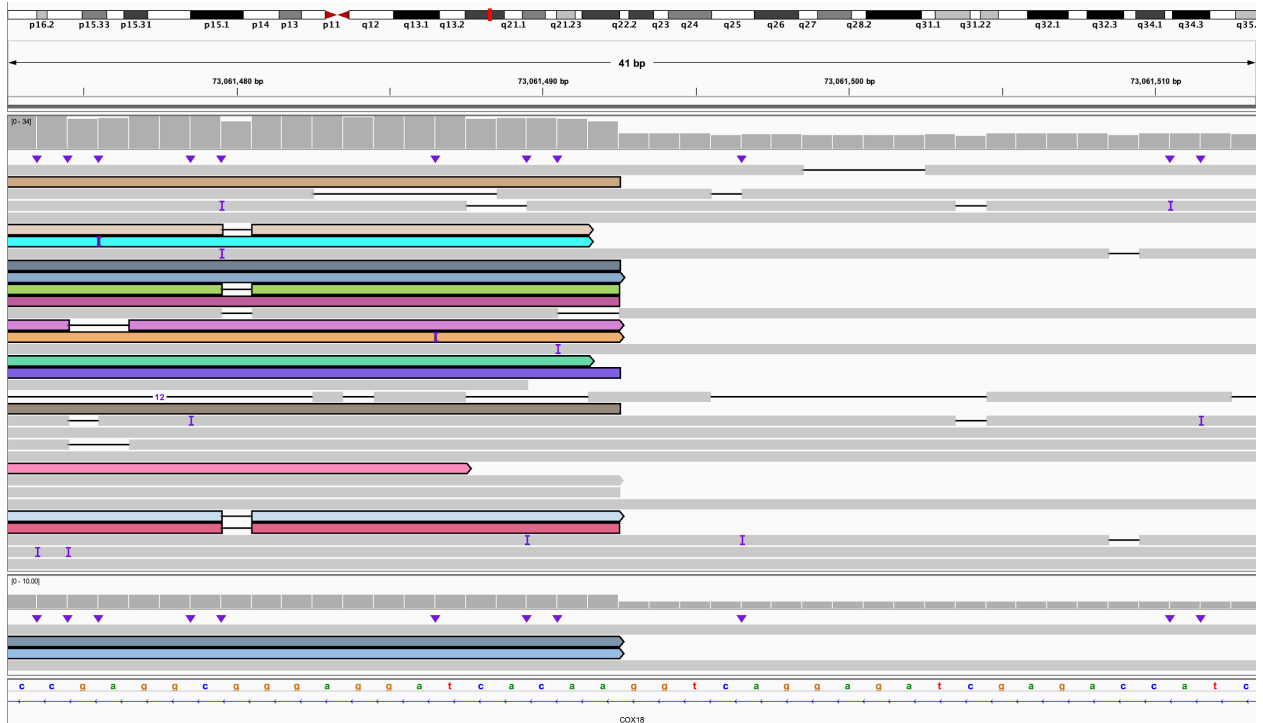 p16.2 p15.33 p15.31 p15.1 p14 p13 p11 q12 q13.1 q13.2 q21.1 q21.23 q22.2 q23 q24 q25 q26 q27 q28.2 q31.1 q31.22 q32.1 q32.3 q34.1 q34.3 q35.
41 bp
73,061,480 bp 73,061,490 bp 73,061,500 bp 73,061,510 bp
[0 - 34]
12
[0 - 10.00]
c c g a g g c g g g a g g a t c a c a a g g t c a g g a g a t c g a g a c c a t c
COX18